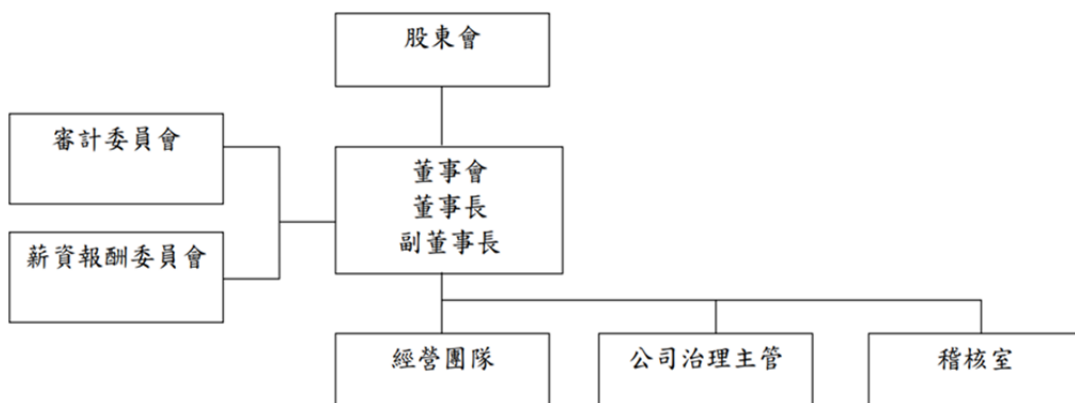 股東會
審計委員會
董事會
董事長
副董事長
薪資報酬委員會
經營團隊
公司治理主管
稽核室